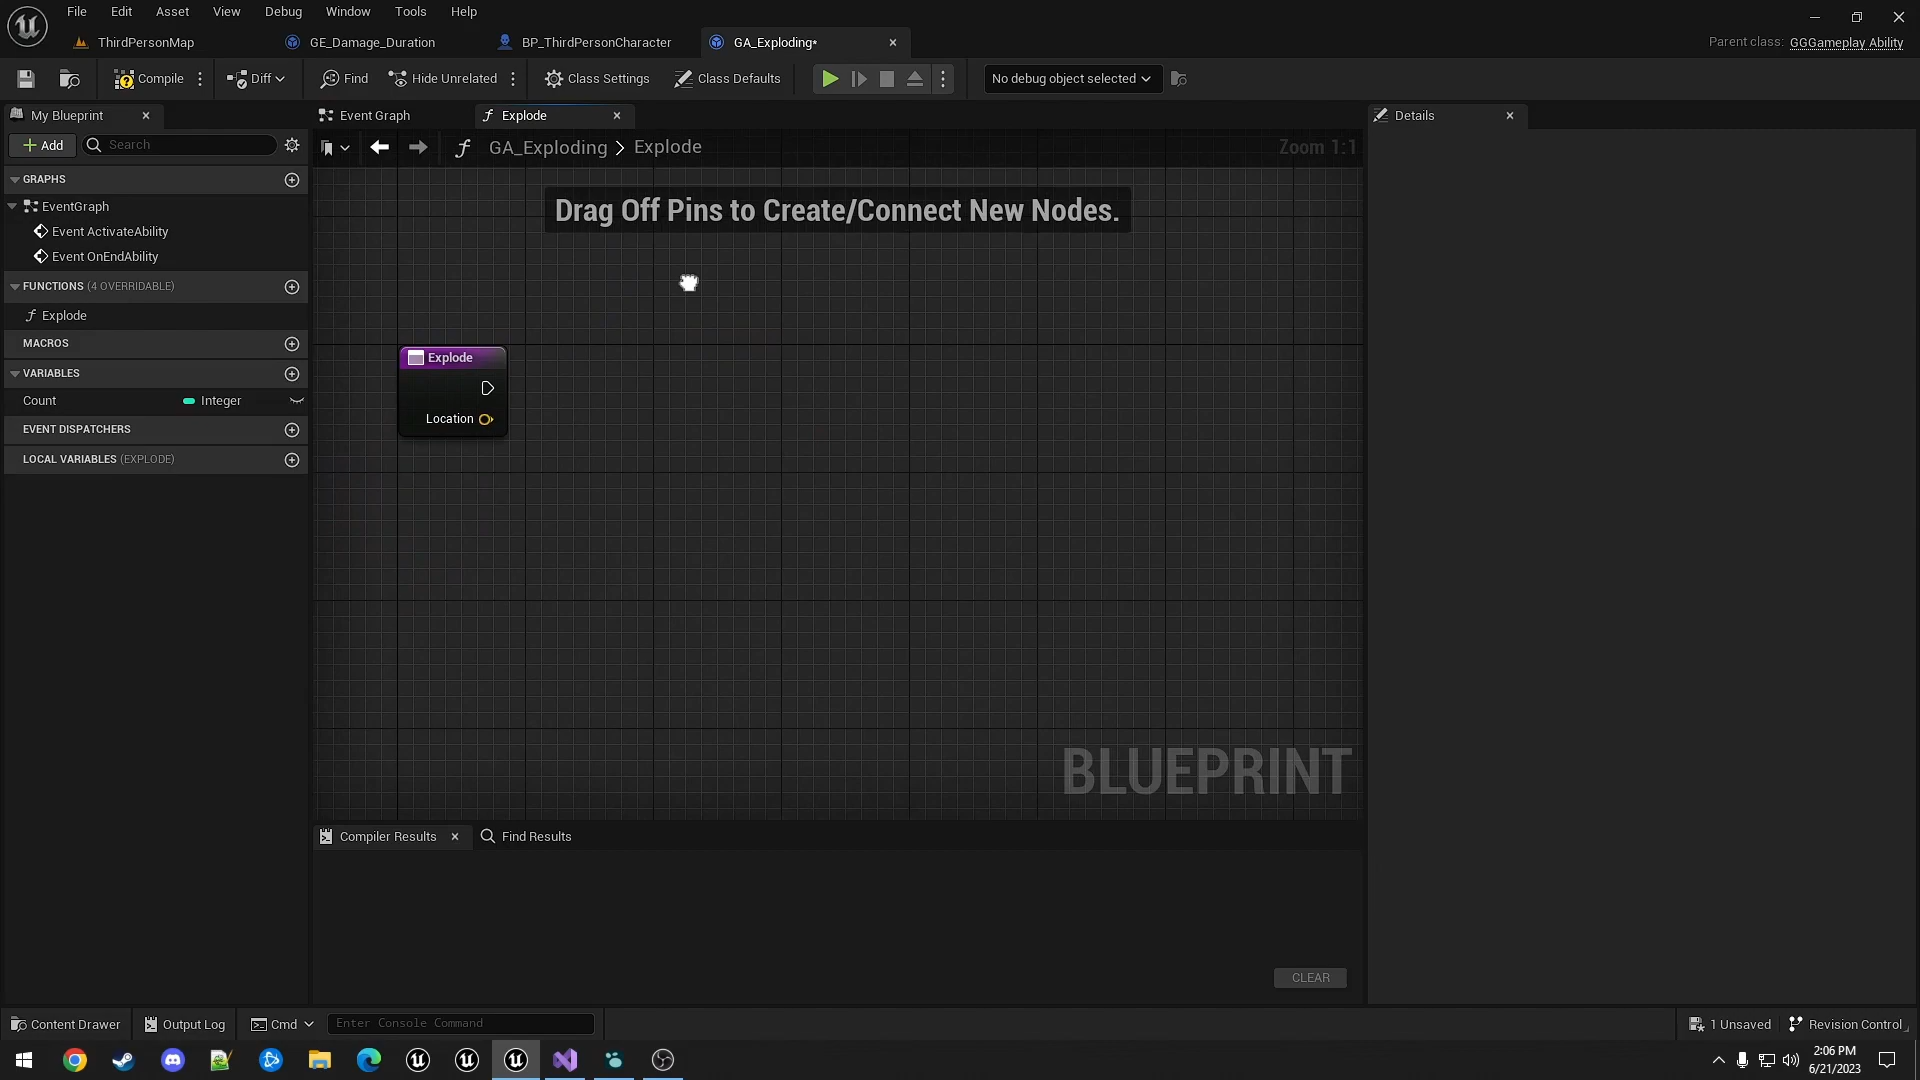 File Edit Asset View Debug Window Tools Help
ThirdPersonMap GE_Damage_Duration BP_ThirdPersonCharacter GA_Exploding*
Parent class: GGGameplay Ability
Compile Diff Find Hide Unrelated Class Settings Class Defaults No debug object selected
My Blueprint
Event Graph
Explode
Details
Add
Search
GA_Exploding > Explode
Zoom 1:1
GRAPHS
EventGraph
Event ActivateAbility
Event OnEndAbility
FUNCTIONS (4 OVERRIDABLE)
Explode
MACROS
VARIABLES
Count Integer
EVENT DISPATCHERS
LOCAL VARIABLES (EXPLODE)
Drag Off Pins to Create/Connect New Nodes.
Explode
Location
BLUEPRINT
Compiler Results
Find Results
CLEAR
Content Drawer Output Log Cmd Enter Console Command
1 Unsaved Revision Control
2:06 PM
6/21/2023